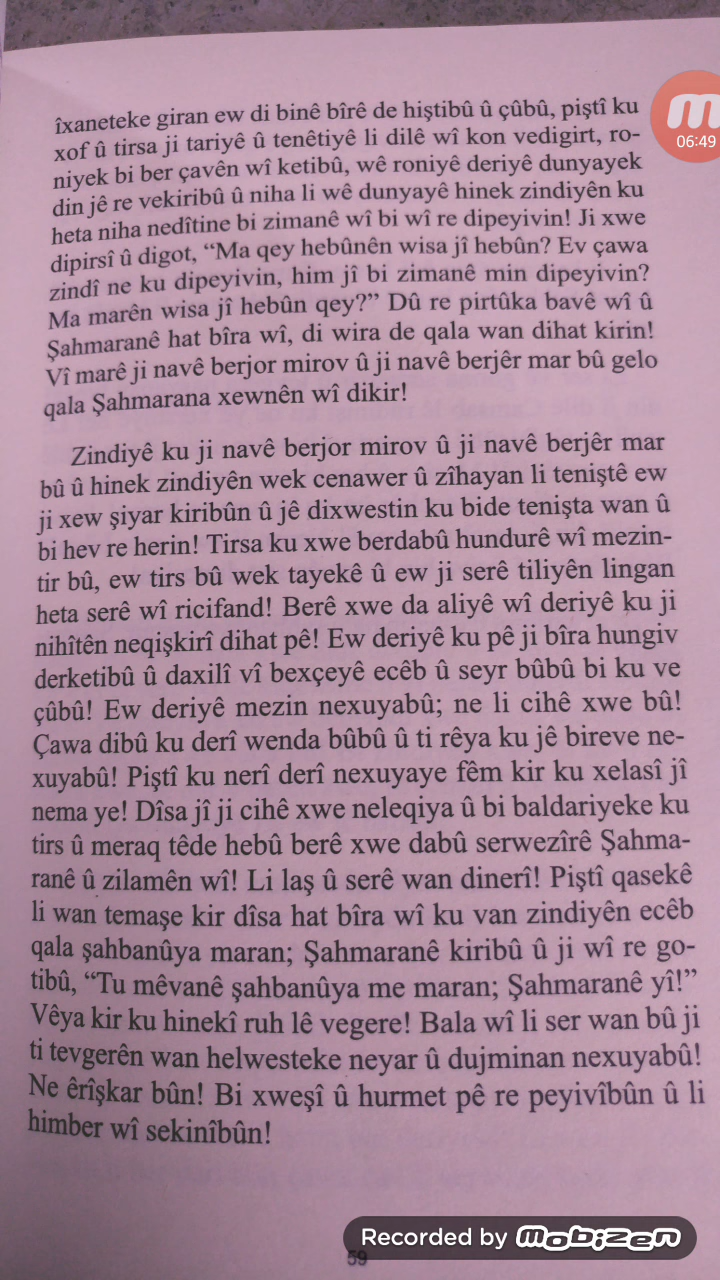 îxaneteke giran ew di binê bîrê de hiştibû û çûbû, piştî ku
xof û tirsa ji tariyê û tenêtiyê li dilê wî kon vedigirt, ro-
niyek bi ber çavên wî ketibû, wê roniyê deriyê dunyayek
din jê re vekiribû û niha li wê dunyayê hinek zindiyên ku
heta niha nedîtine bi zimanê wî bi wî re dipeyivin! Ji xwe
dipirsî û digot, “Ma qey hebûnên wisa jî hebûn? Ev çawa
zindî ne ku dipeyivin, him jî bi zimanê min dipeyivin?
Ma marên wisa jî hebûn qey?” Dû re pirtûka bavê wî û
Şahmaranê hat bîra wî, di wira de qala wan dihat kirin!
Vî marê ji navê berjor mirov û ji navê berjêr mar bû gelo
qala Şahmarana xewnên wî dikir!
Zindiyê ku ji navê berjor mirov û ji navê berjêr mar
bû û hinek zindiyên wek cenawer û zîhayan li teniştê ew
ji xew şiyar kiribûn û jê dixwestin ku bide tenişta wan û
bi hev re herin! Tirsa ku xwe berdabû hundurê wî mezin-
tir bû, ew tirs bû wek tayekê û ew ji serê tiliyên lingan
heta serê wî ricifand! Berê xwe da aliyê wî deriyê ku ji
nihîtên neqişkirî dihat pê! Ew deriyê ku pê ji bîra hungiv
derketibû û daxilî vî bexçeyê ecêb û seyr bûbû bi ku ve
çûbû! Ew deriyê mezin nexuyabû; ne li cihê xwe bû!
Çawa dibû ku derî wenda bûbû û ti rêya ku jê bireve ne-
xuyabû! Piştî ku nerî derî nexuyaye fêm kir ku xelasî jî
nema ye! Dîsa jî ji cihê xwe neleqiya û bi baldariyeke ku
tirs û meraq têde hebû berê xwe dabû serwezîrê Şahma-
ranê û zilamên wî! Li laş û serê wan dinerî! Piştî qasekê
li wan temaşe kir dîsa hat bîra wî ku van zindiyên ecêb
qala şahbanûya maran; Şahmaranê kiribû û ji wî re go-
tibû, “Tu mêvanê şahbanûya me maran; Şahmaranê yî!”
Vêya kir ku hinekî ruh lê vegere! Bala wî li ser wan bû ji
ti tevgerên wan helwesteke neyar û dujminan nexuyabû!
Ne êrîşkar bûn! Bi xweşî û hurmet pê re peyivîbûn û li
himber wî sekinîbûn!
59
06:49
Recorded by mobizen